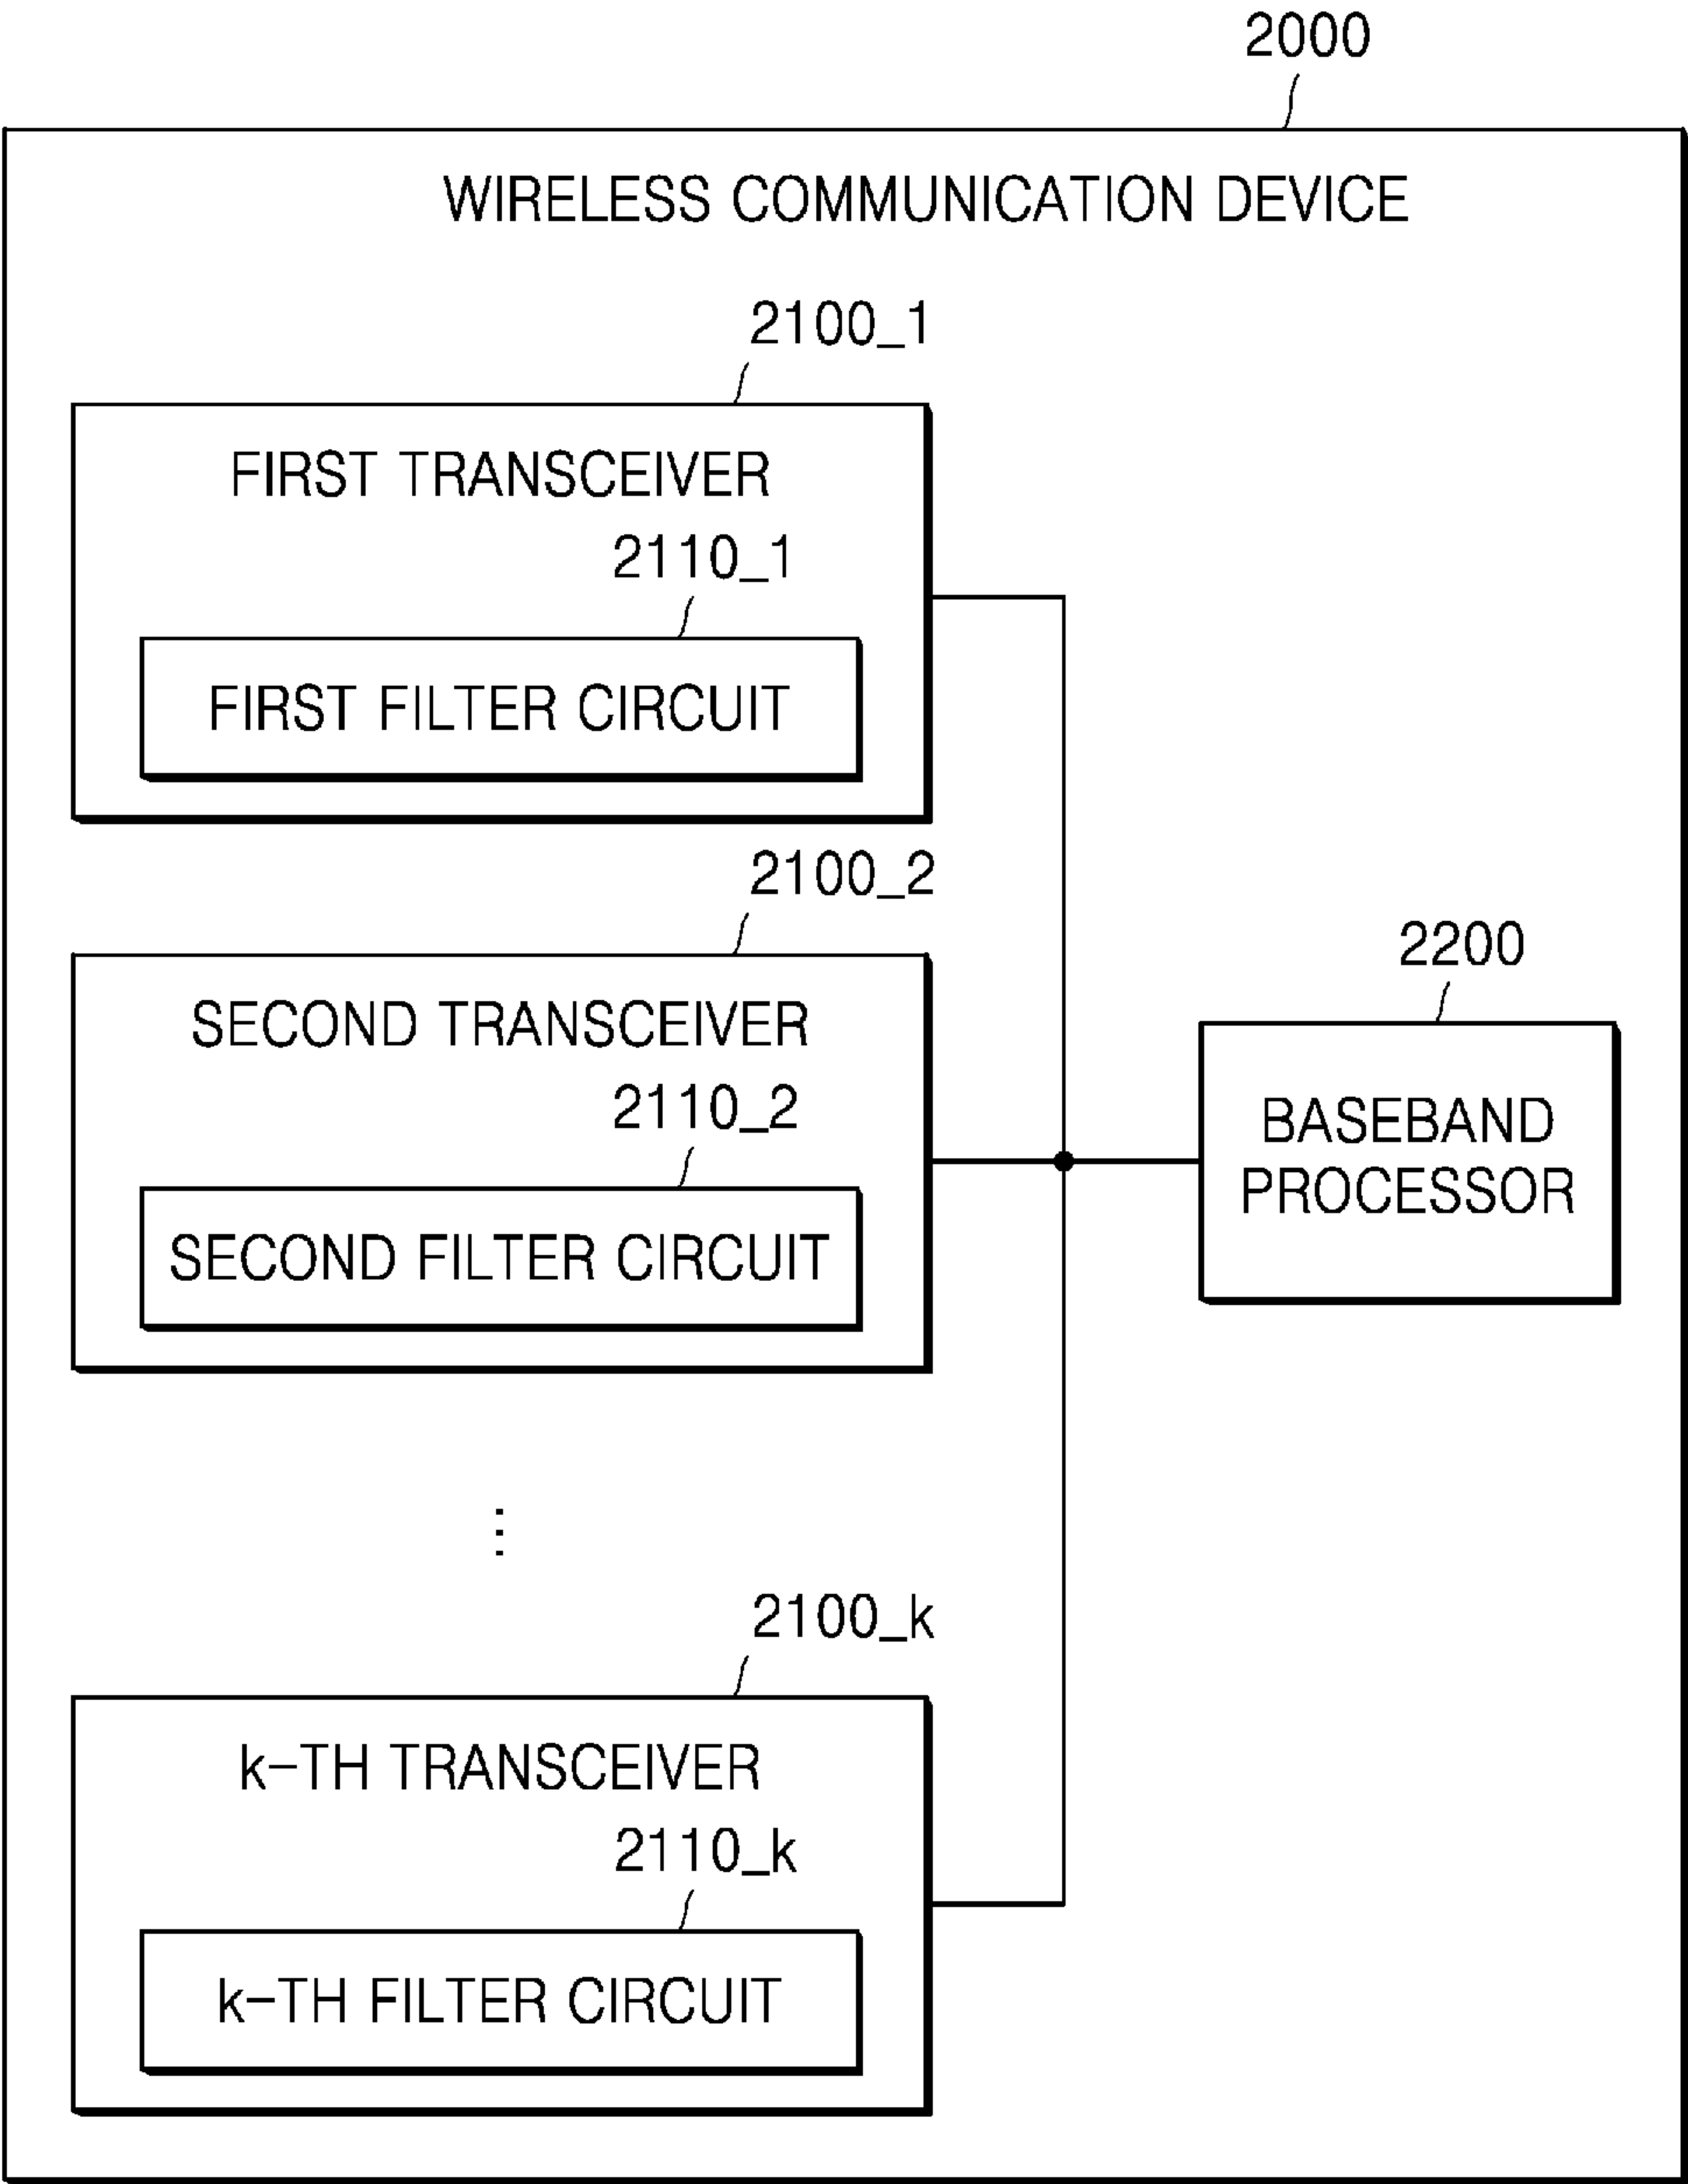 2000
WIRELESS COMMUNICATION DEVICE
2100_1
FIRST TRANSCEIVER
2110_1
FIRST FILTER CIRCUIT
2100_2
SECOND TRANSCEIVER
2110_2
SECOND FILTER CIRCUIT
2200
BASEBAND
PROCESSOR
2100_k
k-TH TRANSCEIVER
2110_k
k-TH FILTER CIRCUIT